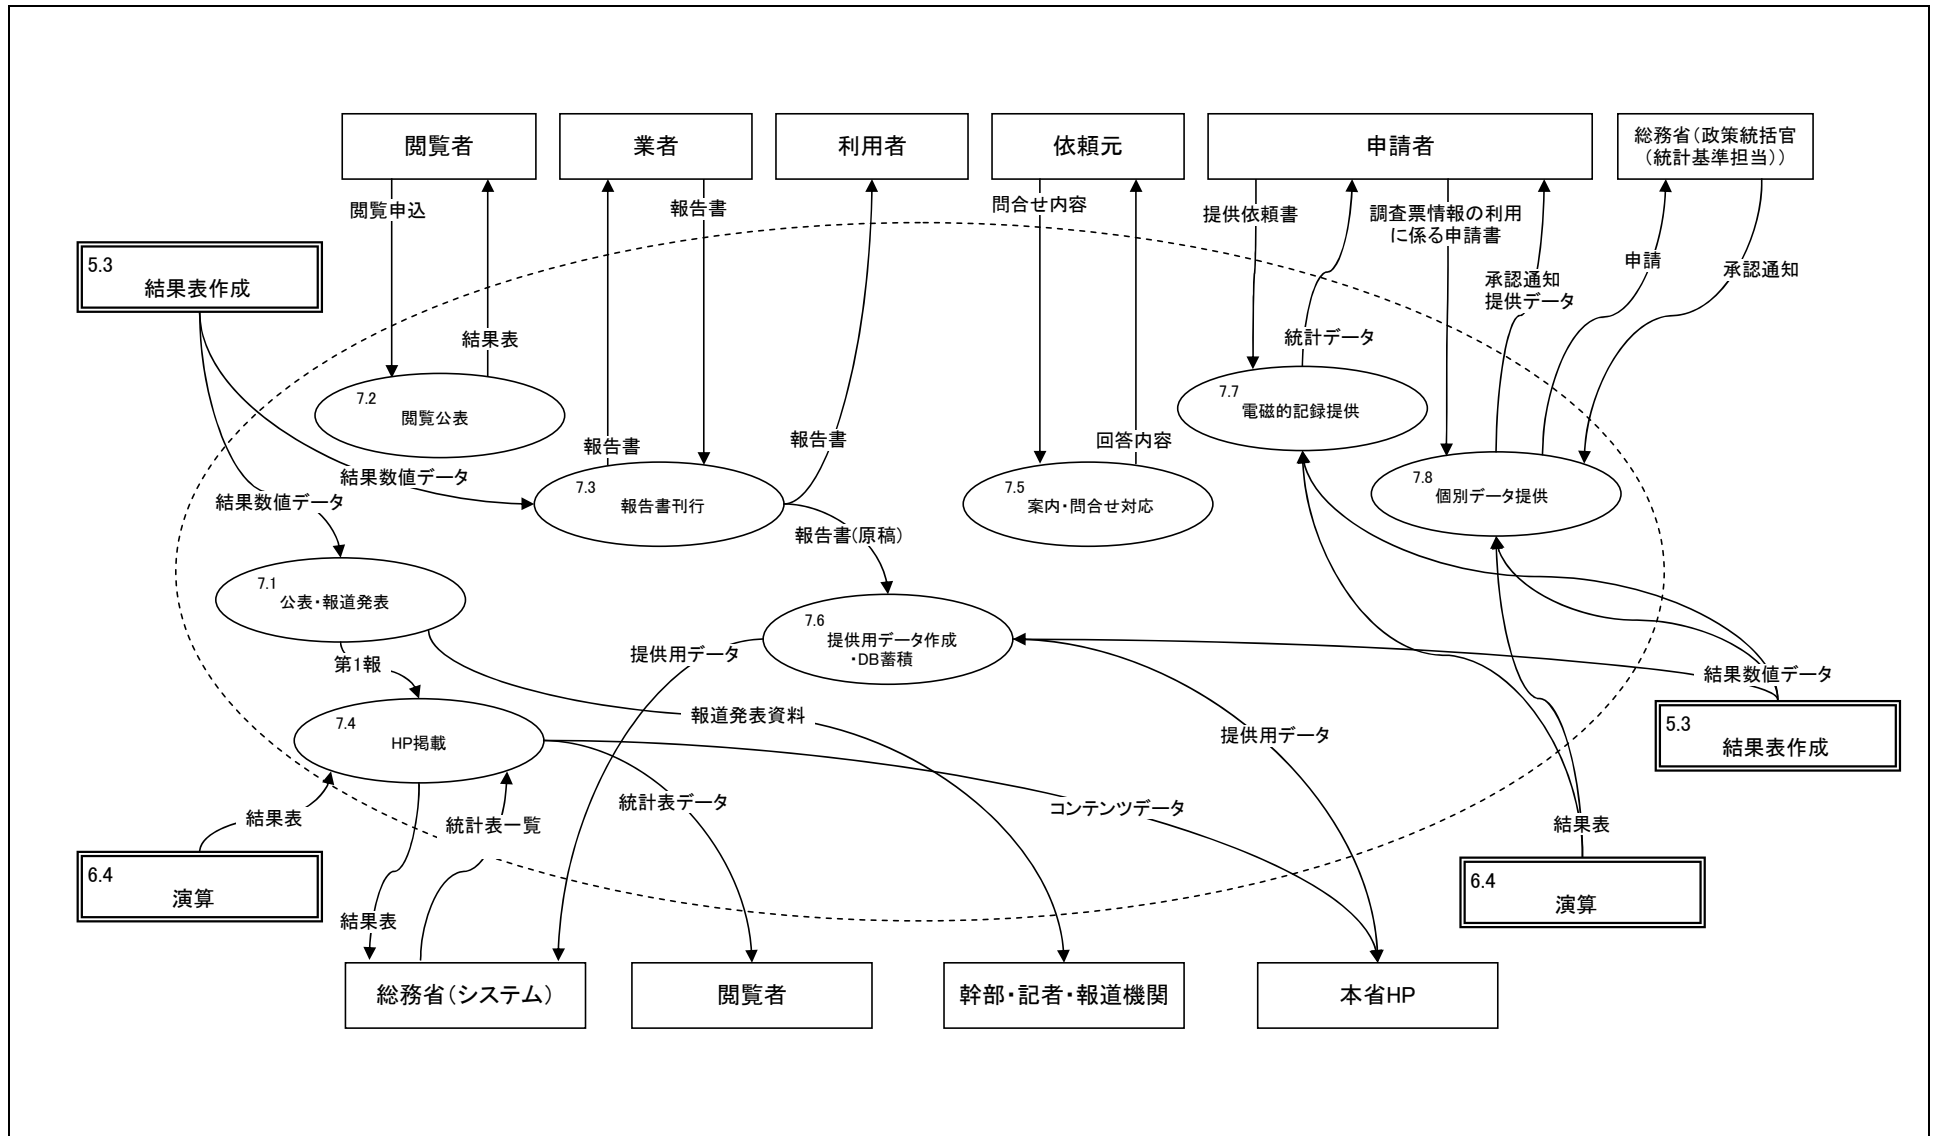 閲覧者
業者
利用者
依頼元
申請者
総務省(政策統括官
(統計基準担当))
閲覧申込
報告書
問合せ内容
提供依頼書
調査票情報の利用
に係る申請書
申請
承認通知
承認通知
提供データ
5.3
結果表作成
結果表
統計データ
7.2
閲覧公表
7.7
電磁的記録提供
報告書
報告書
回答内容
結果数値データ
結果数値データ
7.3
報告書刊行
7.5
案内・問合せ対応
7.8
個別データ提供
報告書(原稿)
7.1
公表・報道発表
7.6
提供用データ作成
・DB蓄積
第1報
提供用データ
結果数値データ
報道発表資料
提供用データ
5.3
結果表作成
7.4
HP掲載
統計表データ
コンテンツデータ
結果表
統計表一覧
結果表
6.4
演算
6.4
演算
結果表
総務省(システム)
閲覧者
幹部・記者・報道機関
本省HP